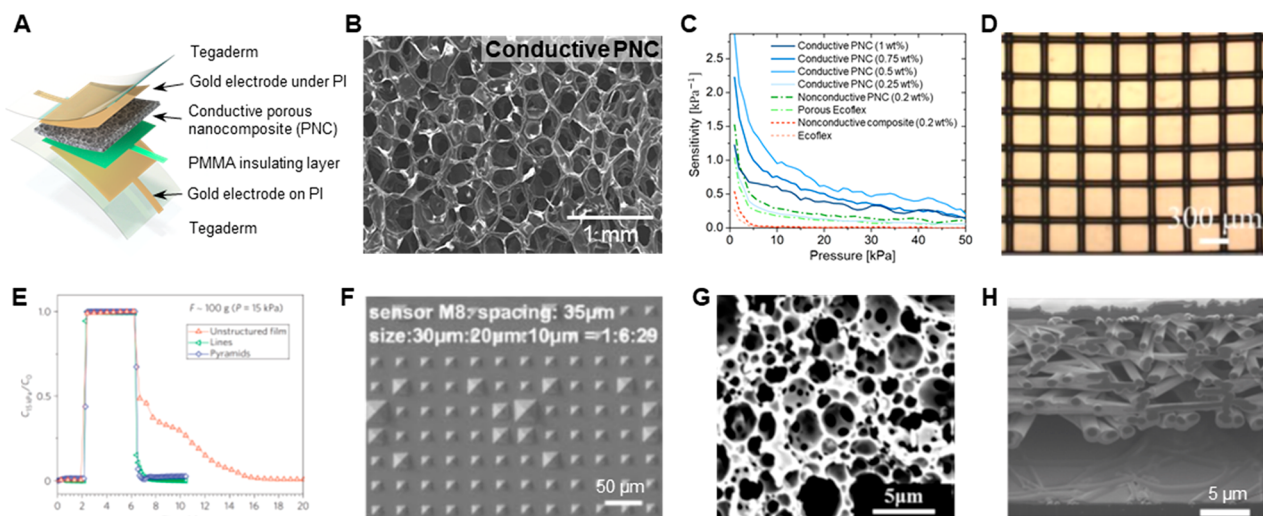 A
Tegaderm
Gold electrode under PI
Conductive porous
nanocomposite (PNC)
PMMA insulating layer
Gold electrode on PI
Tegaderm
B
Conductive PNC
1 mm
C
Sensitivity [kPa⁻¹]
2.5
2.0
1.5
1.0
0.5
0.0
Conductive PNC (1 wt%)
Conductive PNC (0.75 wt%)
Conductive PNC (0.5 wt%)
Conductive PNC (0.25 wt%)
Nonconductive PNC (0.2 wt%)
Porous Ecoflex
Nonconductive composite (0.2 wt%)
Ecoflex
0 10 20 30 40 50
Pressure [kPa]
D
300 μm
E
C15 kPa/C0
1.0
0.5
0
F ~ 100 g (P = 15 kPa)
Unstructured film
Lines
Pyramids
0 2 4 6 8 10 12 14 16 18 20
F
sensor M8: spacing: 35μm
size:30μm:20μm:10μm = 1:6:29
50 μm
G
5μm
H
5 μm